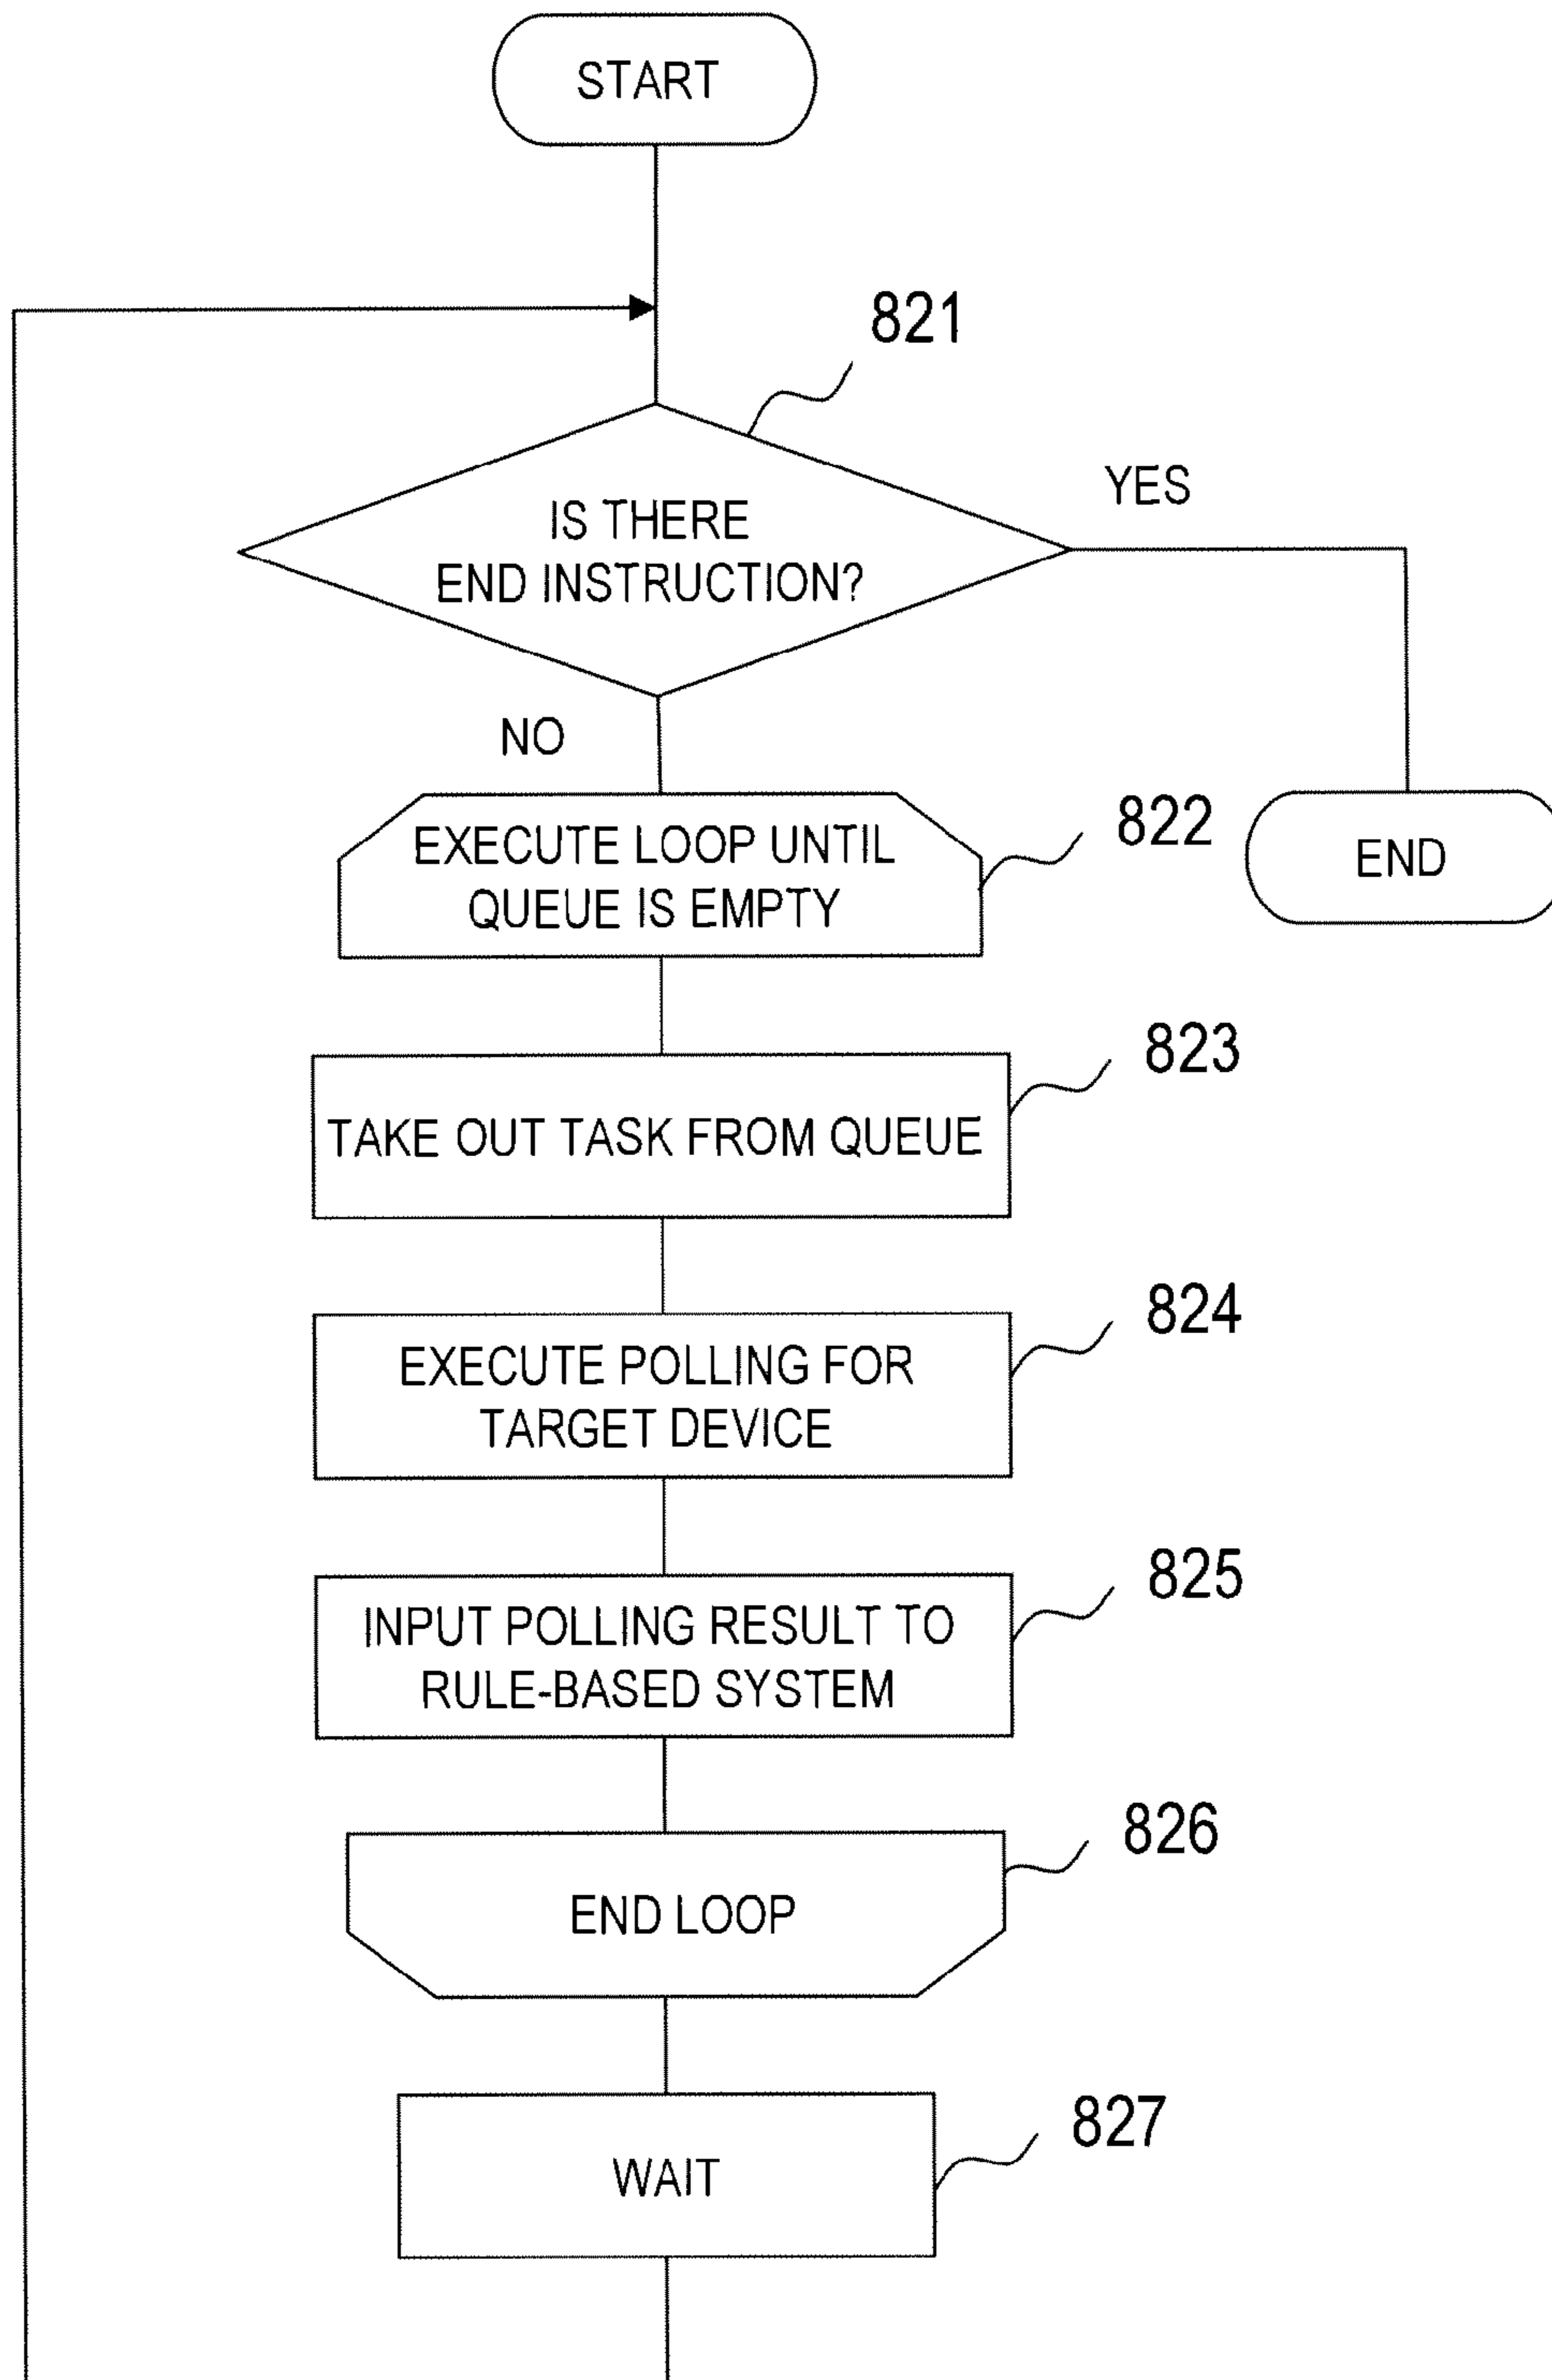 START
821
IS THERE
END INSTRUCTION?
YES
NO
EXECUTE LOOP UNTIL
QUEUE IS EMPTY
822
END
TAKE OUT TASK FROM QUEUE
823
EXECUTE POLLING FOR
TARGET DEVICE
824
INPUT POLLING RESULT TO
RULE-BASED SYSTEM
825
END LOOP
826
WAIT
827